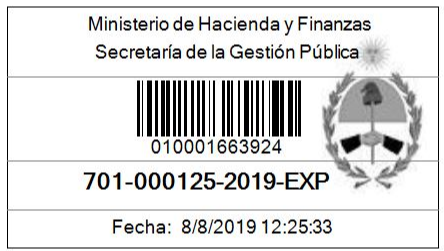 Ministerio de Hacienda y Finanzas
Secretaría de la Gestión Pública
010001663924
701-000125-2019-EXP
Fecha: 8/8/2019 12:25:33